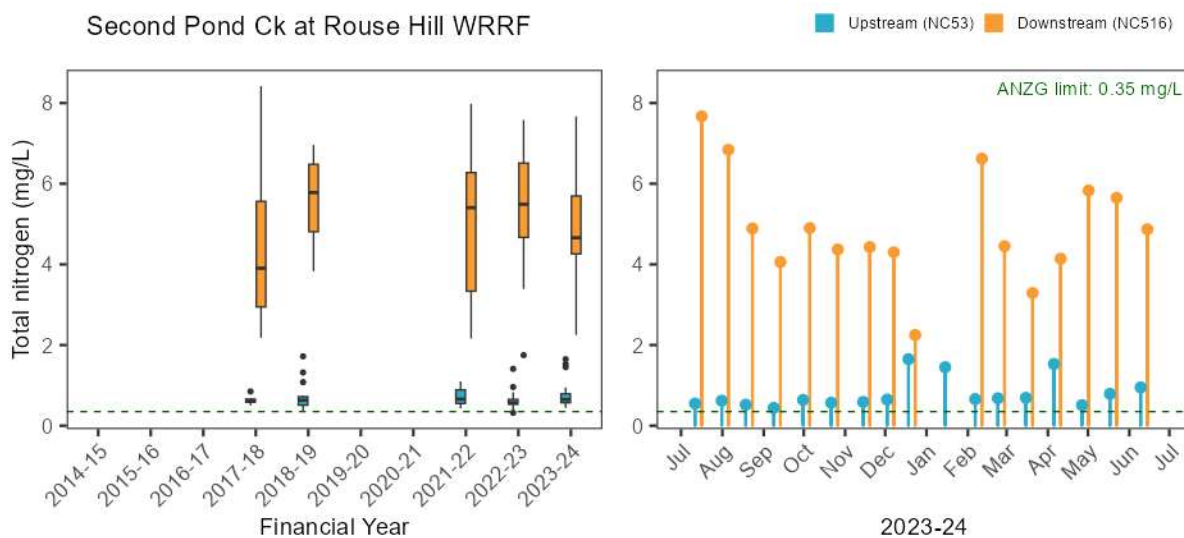 Second Pond Ck at Rouse Hill WRRF
Upstream (NC53) Downstream (NC516)
Total nitrogen (mg/L)
8
6
4
2
0
2014-15
2015-16
2016-17
2017-18
2018-19
2019-20
2020-21
2021-22
2022-23
2023-24
Financial Year
ANZG limit: 0.35 mg/L
8
6
4
2
0
Jul
Aug
Sep
Oct
Nov
Dec
Jan
Feb
Mar
Apr
May
Jun
Jul
2023-24